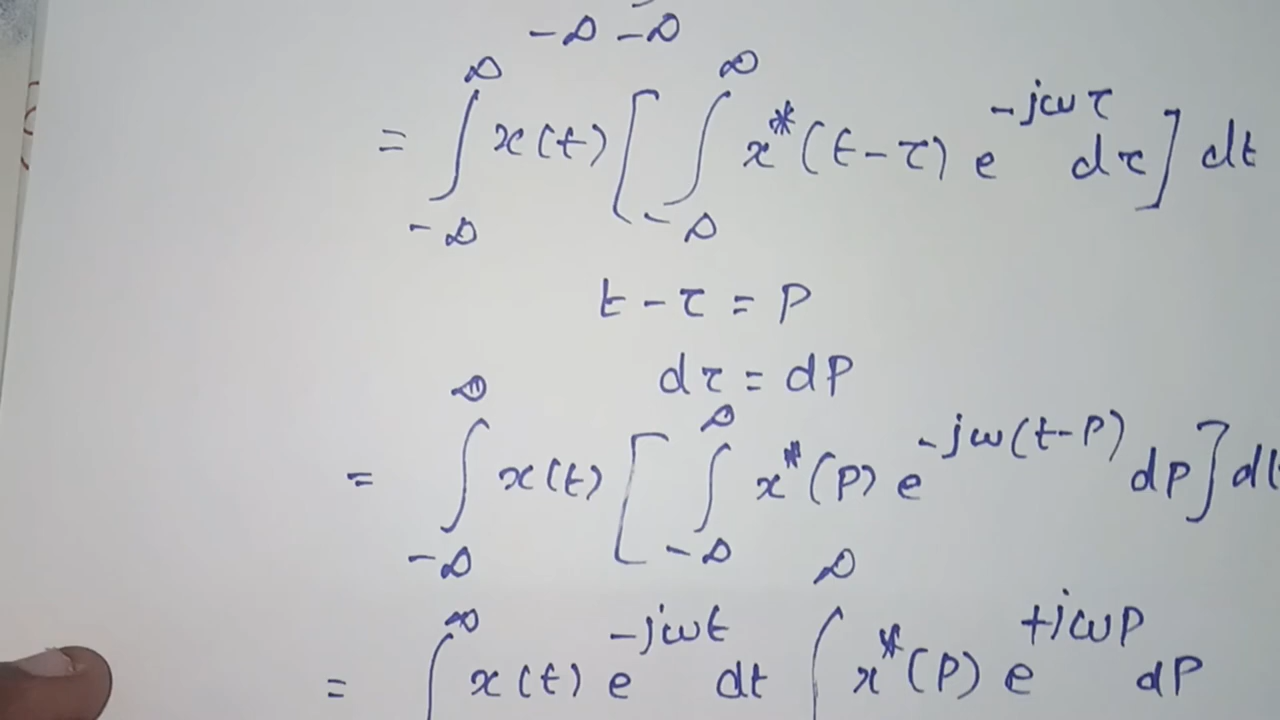 -∞ -∞
= ∫_{-∞}^{∞} x(t) [ ∫_{-∞}^{∞} x*(t-τ) e^{-jωτ} dτ ] dt
t - τ = P
dτ = dP
= ∫_{-∞}^{∞} x(t) [ ∫_{-∞}^{∞} x*(P) e^{-jω(t-P)} dP ] dt
= ∫^{∞} x(t) e^{-jωt} dt ∫^{∞} x*(P) e^{+jωP} dP